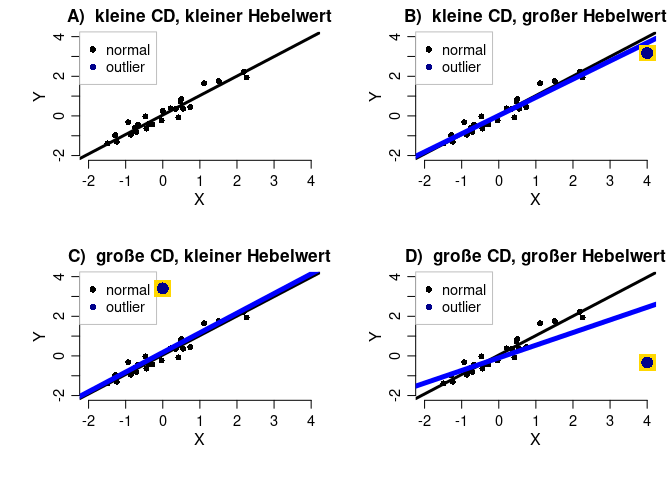 A)  kleine CD, kleiner Hebelwert
normal
outlier
Y
-2 0 2 4
-2 -1 0 1 2 3 4
X
B)  kleine CD, großer Hebelwert
normal
outlier
Y
-2 0 2 4
-2 -1 0 1 2 3 4
X
C)  große CD, kleiner Hebelwert
normal
outlier
Y
-2 0 2 4
-2 -1 0 1 2 3 4
X
D)  große CD, großer Hebelwert
normal
outlier
Y
-2 0 2 4
-2 -1 0 1 2 3 4
X